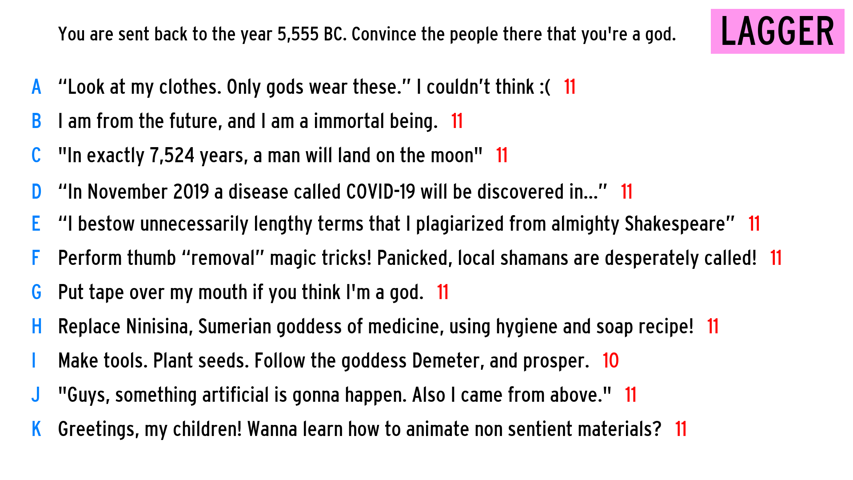 You are sent back to the year 5,555 BC. Convince the people there that you're a god.
LAGGER
A “Look at my clothes. Only gods wear these.” I couldn’t think :( 11
B I am from the future, and I am a immortal being. 11
C "In exactly 7,524 years, a man will land on the moon" 11
D “In November 2019 a disease called COVID-19 will be discovered in...” 11
E “I bestow unnecessarily lengthy terms that I plagiarized from almighty Shakespeare” 11
F Perform thumb “removal” magic tricks! Panicked, local shamans are desperately called! 11
G Put tape over my mouth if you think I'm a god. 11
H Replace Ninisina, Sumerian goddess of medicine, using hygiene and soap recipe! 11
I Make tools. Plant seeds. Follow the goddess Demeter, and prosper. 10
J "Guys, something artificial is gonna happen. Also I came from above." 11
K Greetings, my children! Wanna learn how to animate non sentient materials? 11